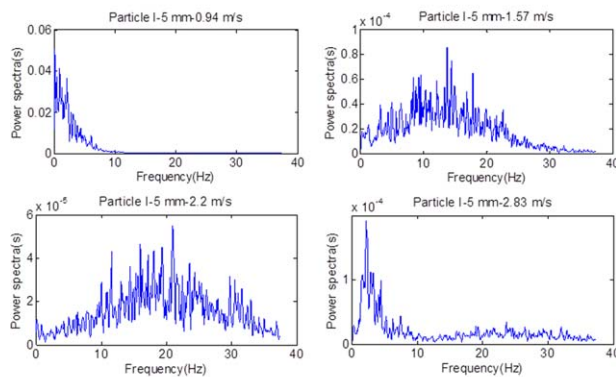 Particle I-5 mm-0.94 m/s
0.06
0.04
0.02
0
Power spectra(s)
0 10 20 30 40
Frequency(Hz)
Particle I-5 mm-1.57 m/s
x 10-4
1
0.8
0.6
0.4
0.2
0
Power spectra(s)
0 10 20 30 40
Frequency(Hz)
Particle I-5 mm-2.2 m/s
x 10-5
6
4
2
0
Power spectra(s)
0 10 20 30 40
Frequency(Hz)
Particle I-5 mm-2.83 m/s
x 10-4
1
0
Power spectra(s)
0 10 20 30 40
Frequency(Hz)